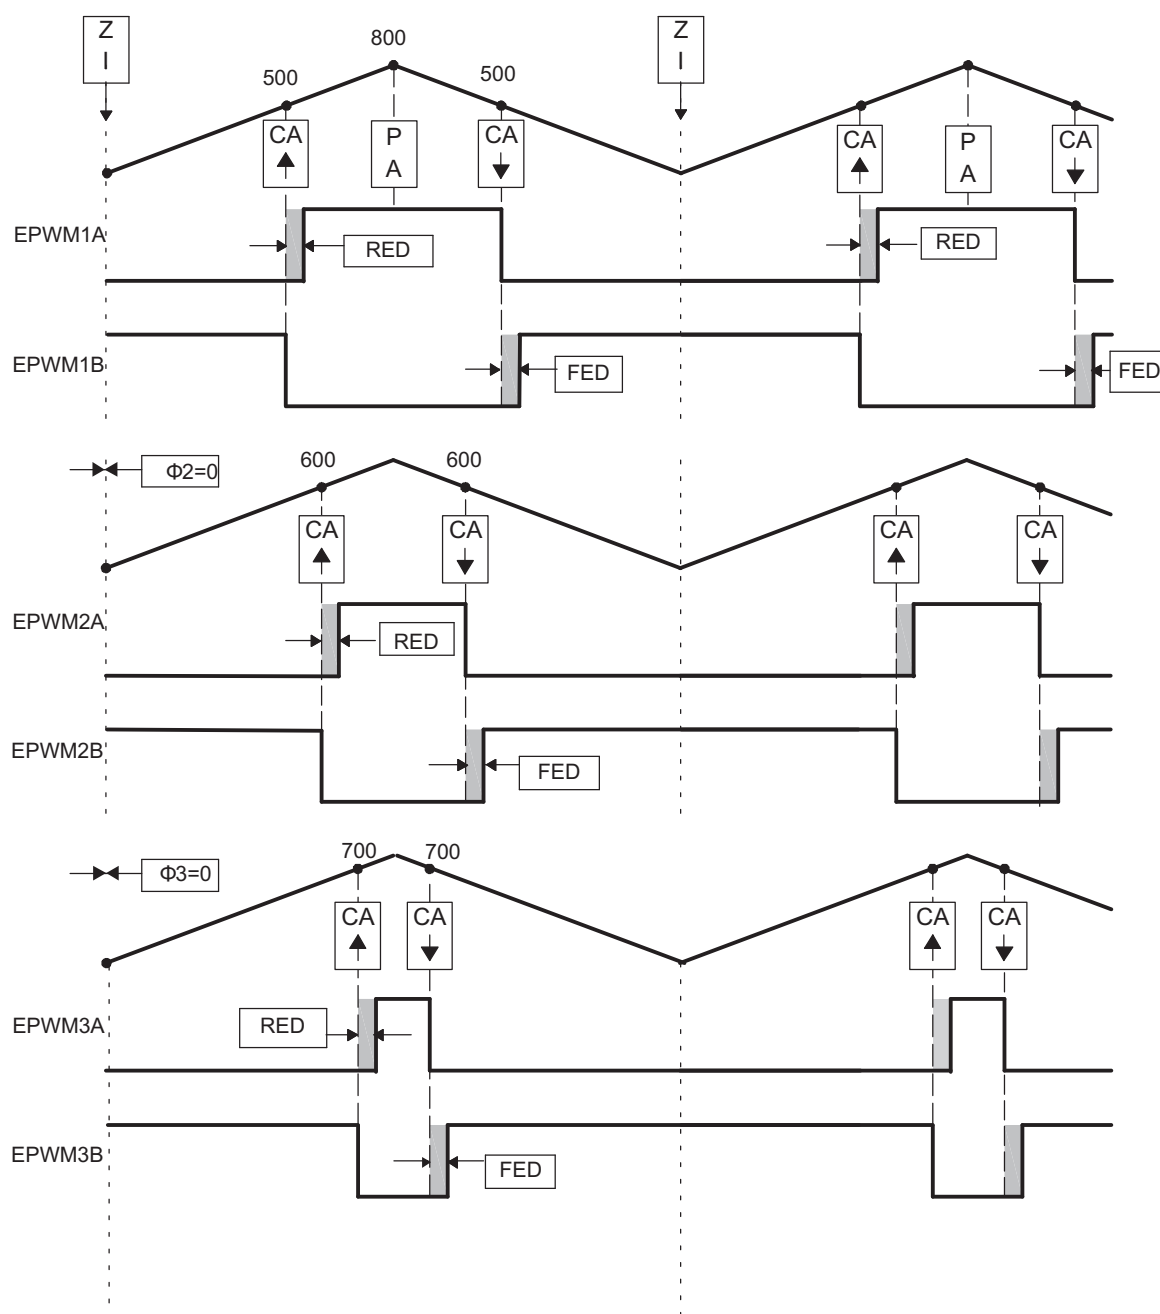 Z
I
Z
I
800
500
500
CA
P
A
CA
CA
P
A
CA
EPWM1A
RED
RED
EPWM1B
FED
FED
Φ2=0
600
600
CA
CA
CA
CA
EPWM2A
RED
EPWM2B
FED
Φ3=0
700
700
CA
CA
CA
CA
EPWM3A
RED
EPWM3B
FED